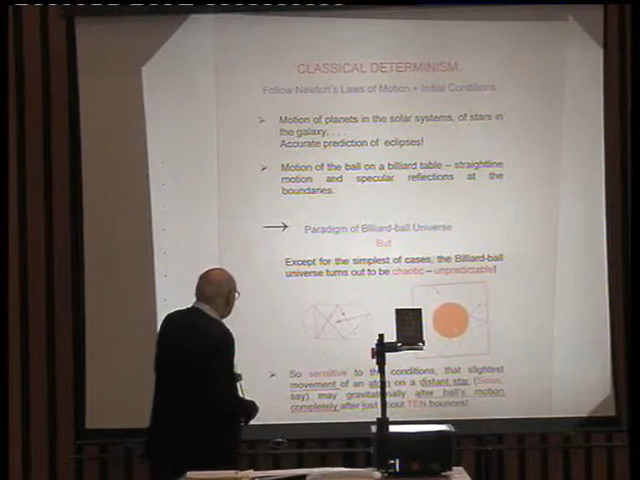 CLASSICAL DETERMINISM:
Follow Newton's Laws of Motion + Initial Conditions
➢ Motion of planets in the solar systems, of stars in
the galaxy, . . . .
Accurate prediction of eclipses!
➢ Motion of the ball on a billiard table – straightline
motion and specular reflections at the
boundaries.
→ Paradigm of Billiard-ball Universe
But
Except for the simplest of cases, the Billiard-ball
universe turns out to be chaotic – unpredictable!
➢ So sensitive to the conditions, that slightest
movement of an atom on a distant star (Sirius,
say) may gravitationally alter ball's motion
completely after just about TEN bounces!